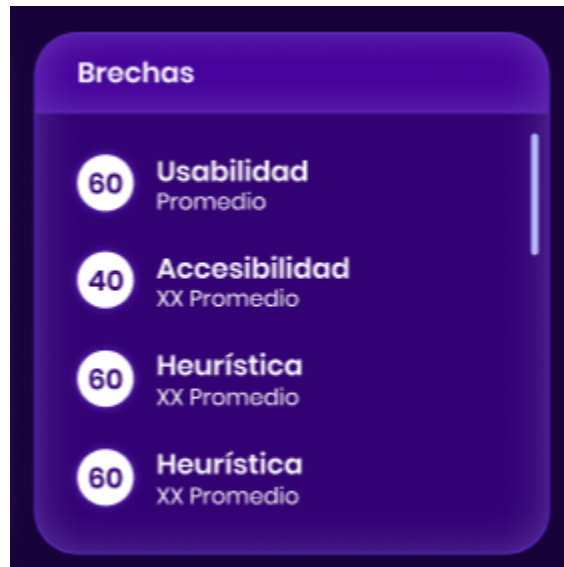 Brechas
60
Usabilidad
Promedio
40
Accesibilidad
XX Promedio
60
Heurística
XX Promedio
60
Heurística
XX Promedio